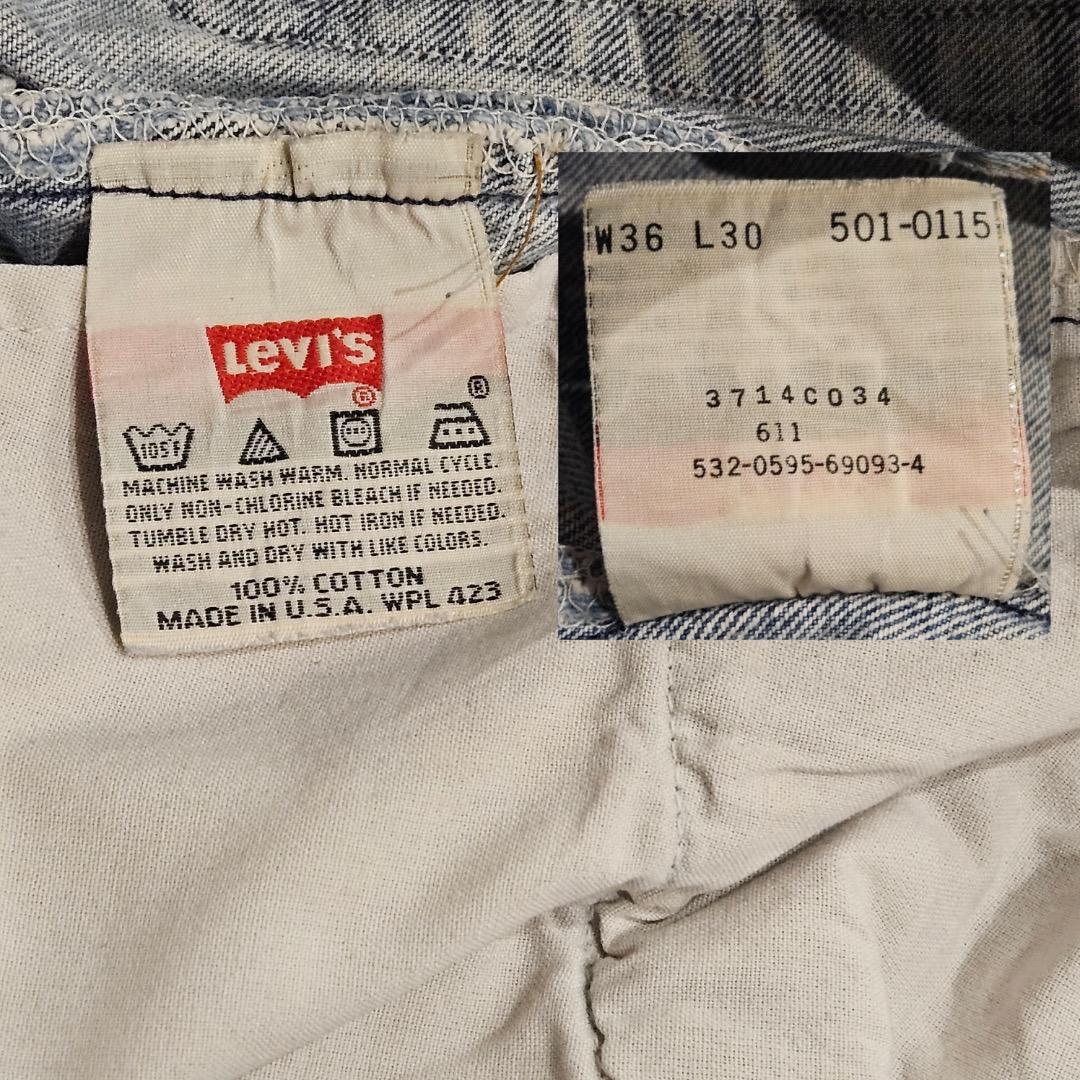 Levi's
®
®
105F
MACHINE WASH WARM. NORMAL CYCLE.
ONLY NON-CHLORINE BLEACH IF NEEDED.
TUMBLE DRY HOT. HOT IRON IF NEEDED.
WASH AND DRY WITH LIKE COLORS.
100% COTTON
MADE IN U.S.A. WPL 423
W36 L30 501-0115
3714C034
611
532-0595-69093-4